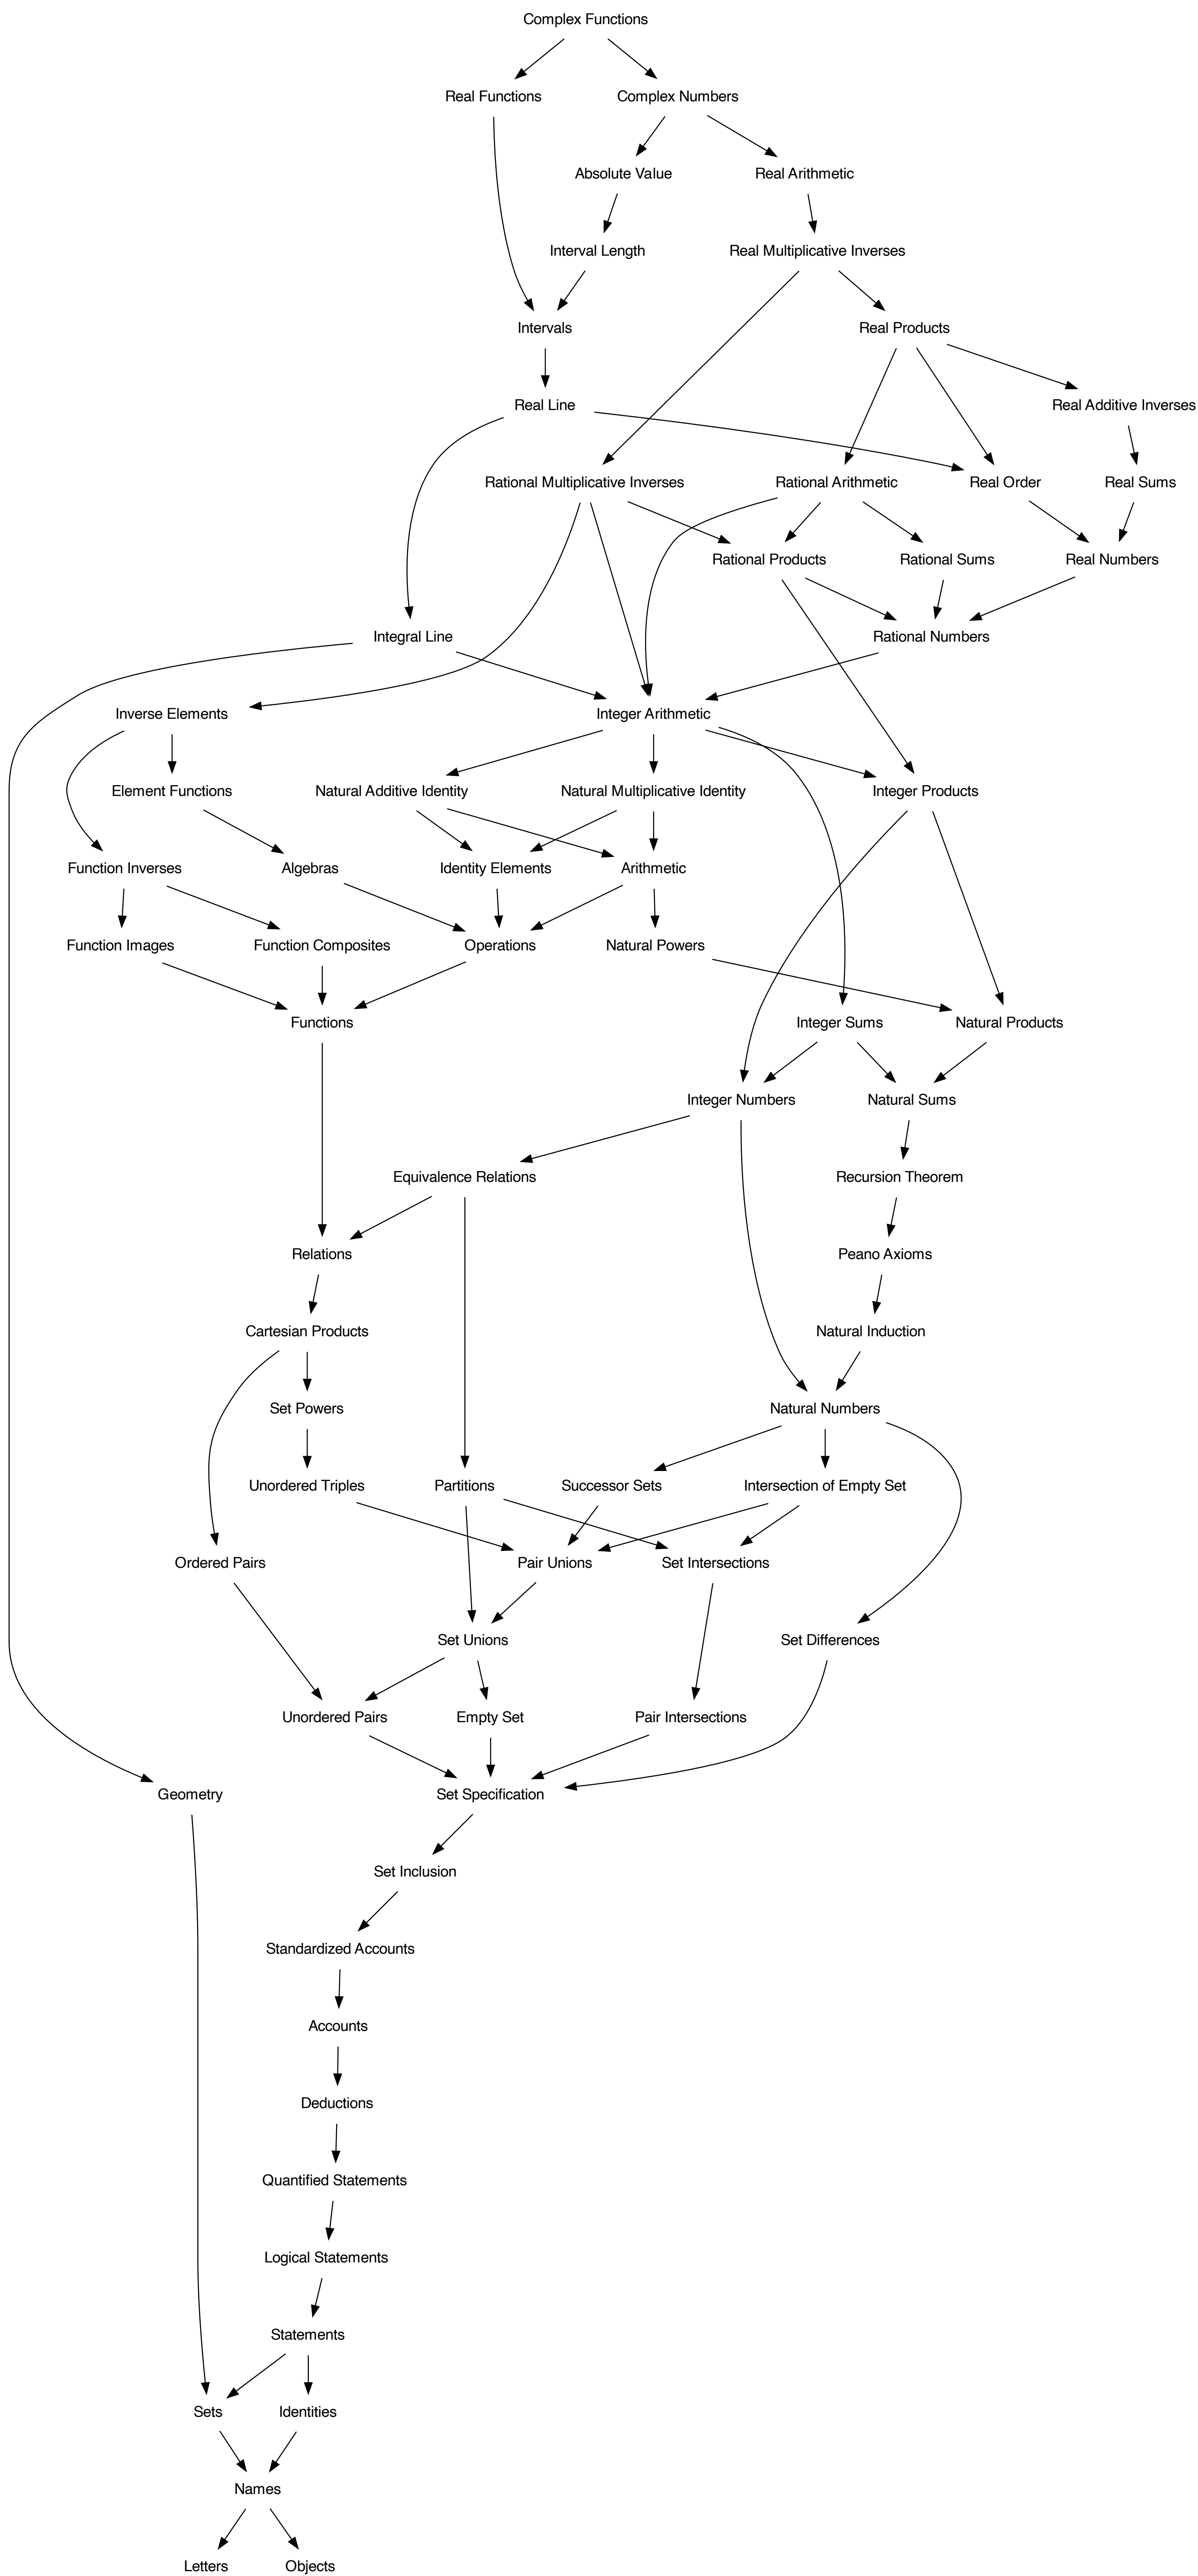 Complex Functions
Real Functions
Complex Numbers
Absolute Value
Real Arithmetic
Interval Length
Real Multiplicative Inverses
Intervals
Real Products
Real Line
Real Additive Inverses
Rational Multiplicative Inverses
Rational Arithmetic
Real Order
Real Sums
Rational Products
Rational Sums
Real Numbers
Integral Line
Rational Numbers
Inverse Elements
Integer Arithmetic
Element Functions
Natural Additive Identity
Natural Multiplicative Identity
Integer Products
Function Inverses
Algebras
Identity Elements
Arithmetic
Function Images
Function Composites
Operations
Natural Powers
Functions
Integer Sums
Natural Products
Integer Numbers
Natural Sums
Equivalence Relations
Recursion Theorem
Relations
Peano Axioms
Cartesian Products
Natural Induction
Set Powers
Natural Numbers
Unordered Triples
Partitions
Successor Sets
Intersection of Empty Set
Ordered Pairs
Pair Unions
Set Intersections
Set Unions
Set Differences
Unordered Pairs
Empty Set
Pair Intersections
Geometry
Set Specification
Set Inclusion
Standardized Accounts
Accounts
Deductions
Quantified Statements
Logical Statements
Statements
Sets
Identities
Names
Letters
Objects